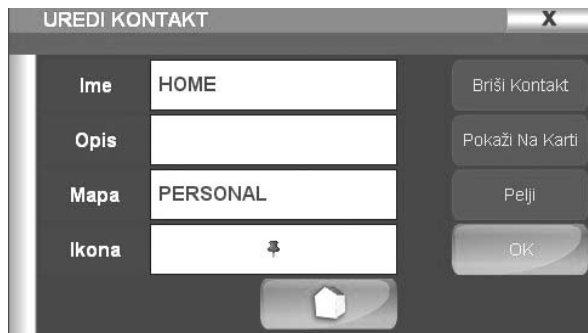 UREDI KONTAKT X
Ime HOME Briši Kontakt
Opis Pokaži Na Karti
Mapa PERSONAL Pelji
Ikona OK